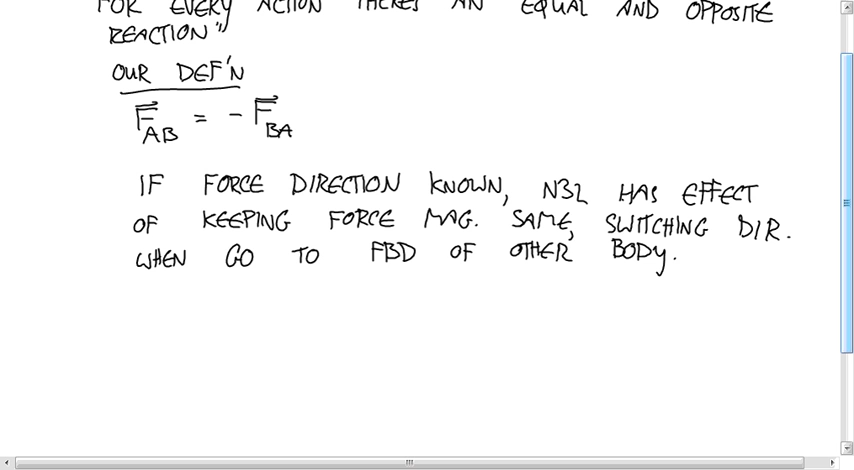 FOR EVERY ACTION THERES AN EQUAL AND OPPOSITE
REACTION"
OUR DEF'N
F⃗AB = - F⃗BA
IF FORCE DIRECTION KNOWN, N3L HAS EFFECT
OF KEEPING FORCE MAG. SAME, SWITCHING DIR.
WHEN GO TO FBD OF OTHER BODY.